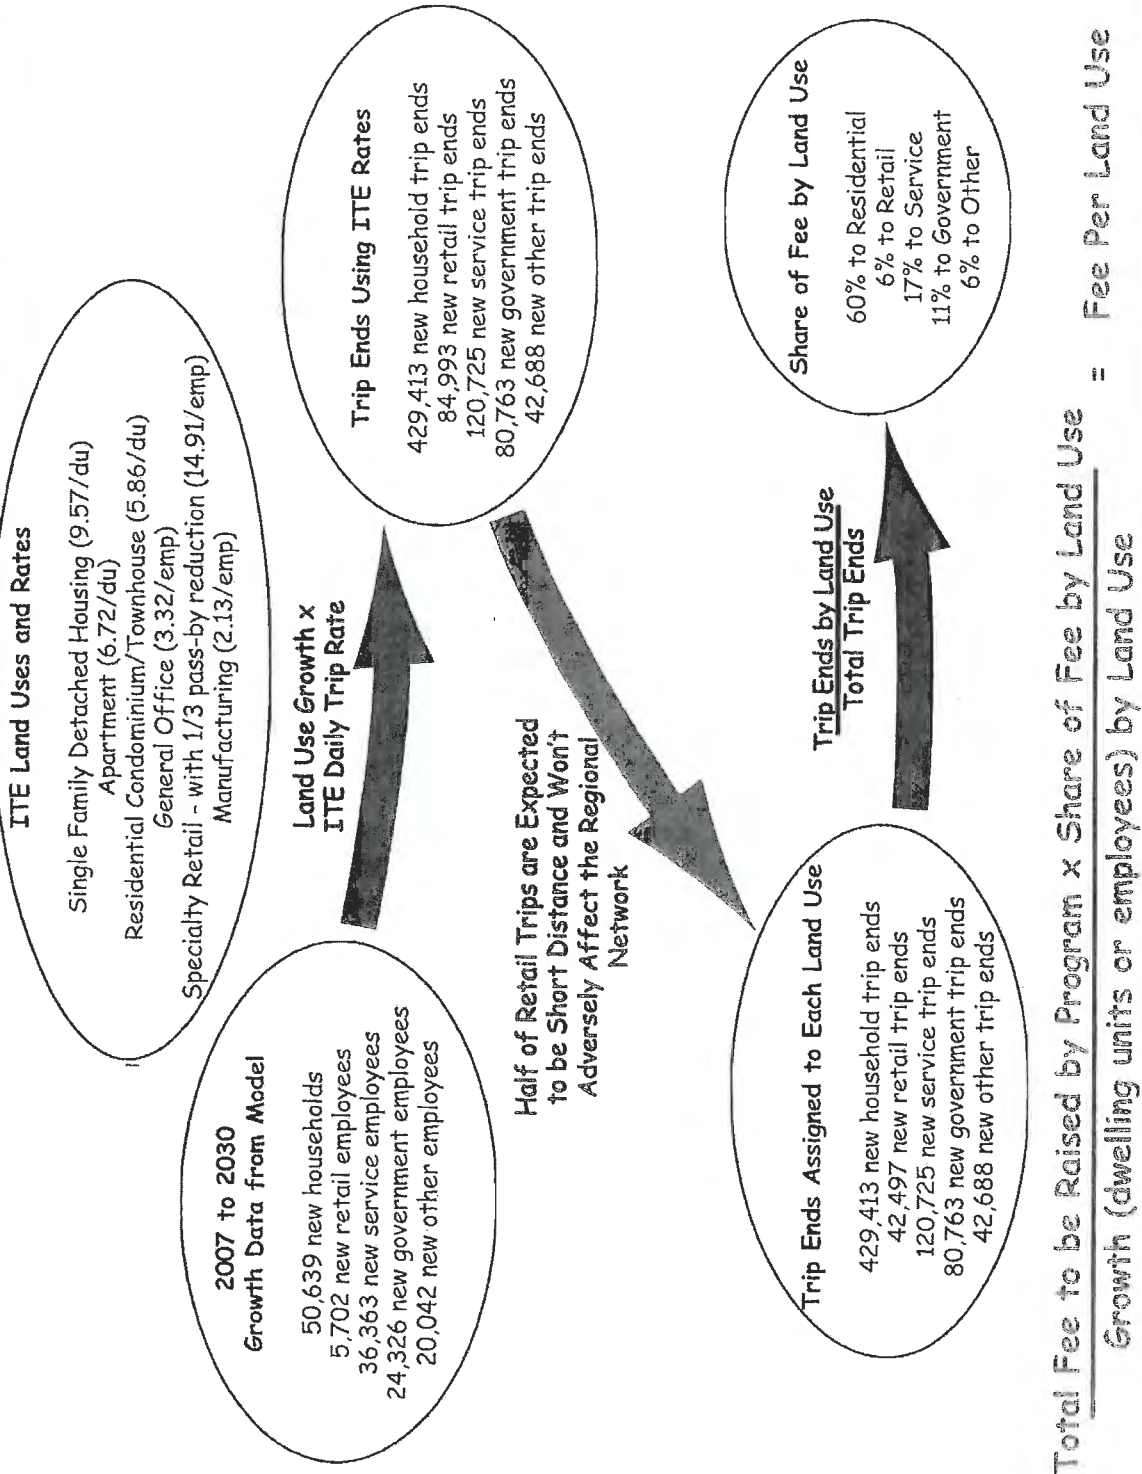 ITE Land Uses and Rates
Single Family Detached Housing (9.57/du)
Apartment (6.72/du)
Residential Condominium/Townhouse (5.86/du)
General Office (3.32/emp)
Specialty Retail - with 1/3 pass-by reduction (14.91/emp)
Manufacturing (2.13/emp)
2007 to 2030
Growth Data from Model
50,639 new households
5,702 new retail employees
36,363 new service employees
24,326 new government employees
20,042 new other employees
Land Use Growth x
ITE Daily Trip Rate
Trip Ends Using ITE Rates
429,413 new household trip ends
84,993 new retail trip ends
120,725 new service trip ends
80,763 new government trip ends
42,688 new other trip ends
Half of Retail Trips are Expected
to be Short Distance and Won't
Adversely Affect the Regional
Network
Trip Ends Assigned to Each Land Use
429,413 new household trip ends
42,497 new retail trip ends
120,725 new service trip ends
80,763 new government trip ends
42,688 new other trip ends
Trip Ends by Land Use
Total Trip Ends
Share of Fee by Land Use
60% to Residential
6% to Retail
17% to Service
11% to Government
6% to Other
Total Fee to be Raised by Program x Share of Fee by Land Use = Fee Per Land Use
Growth (dwelling units or employees) by Land Use